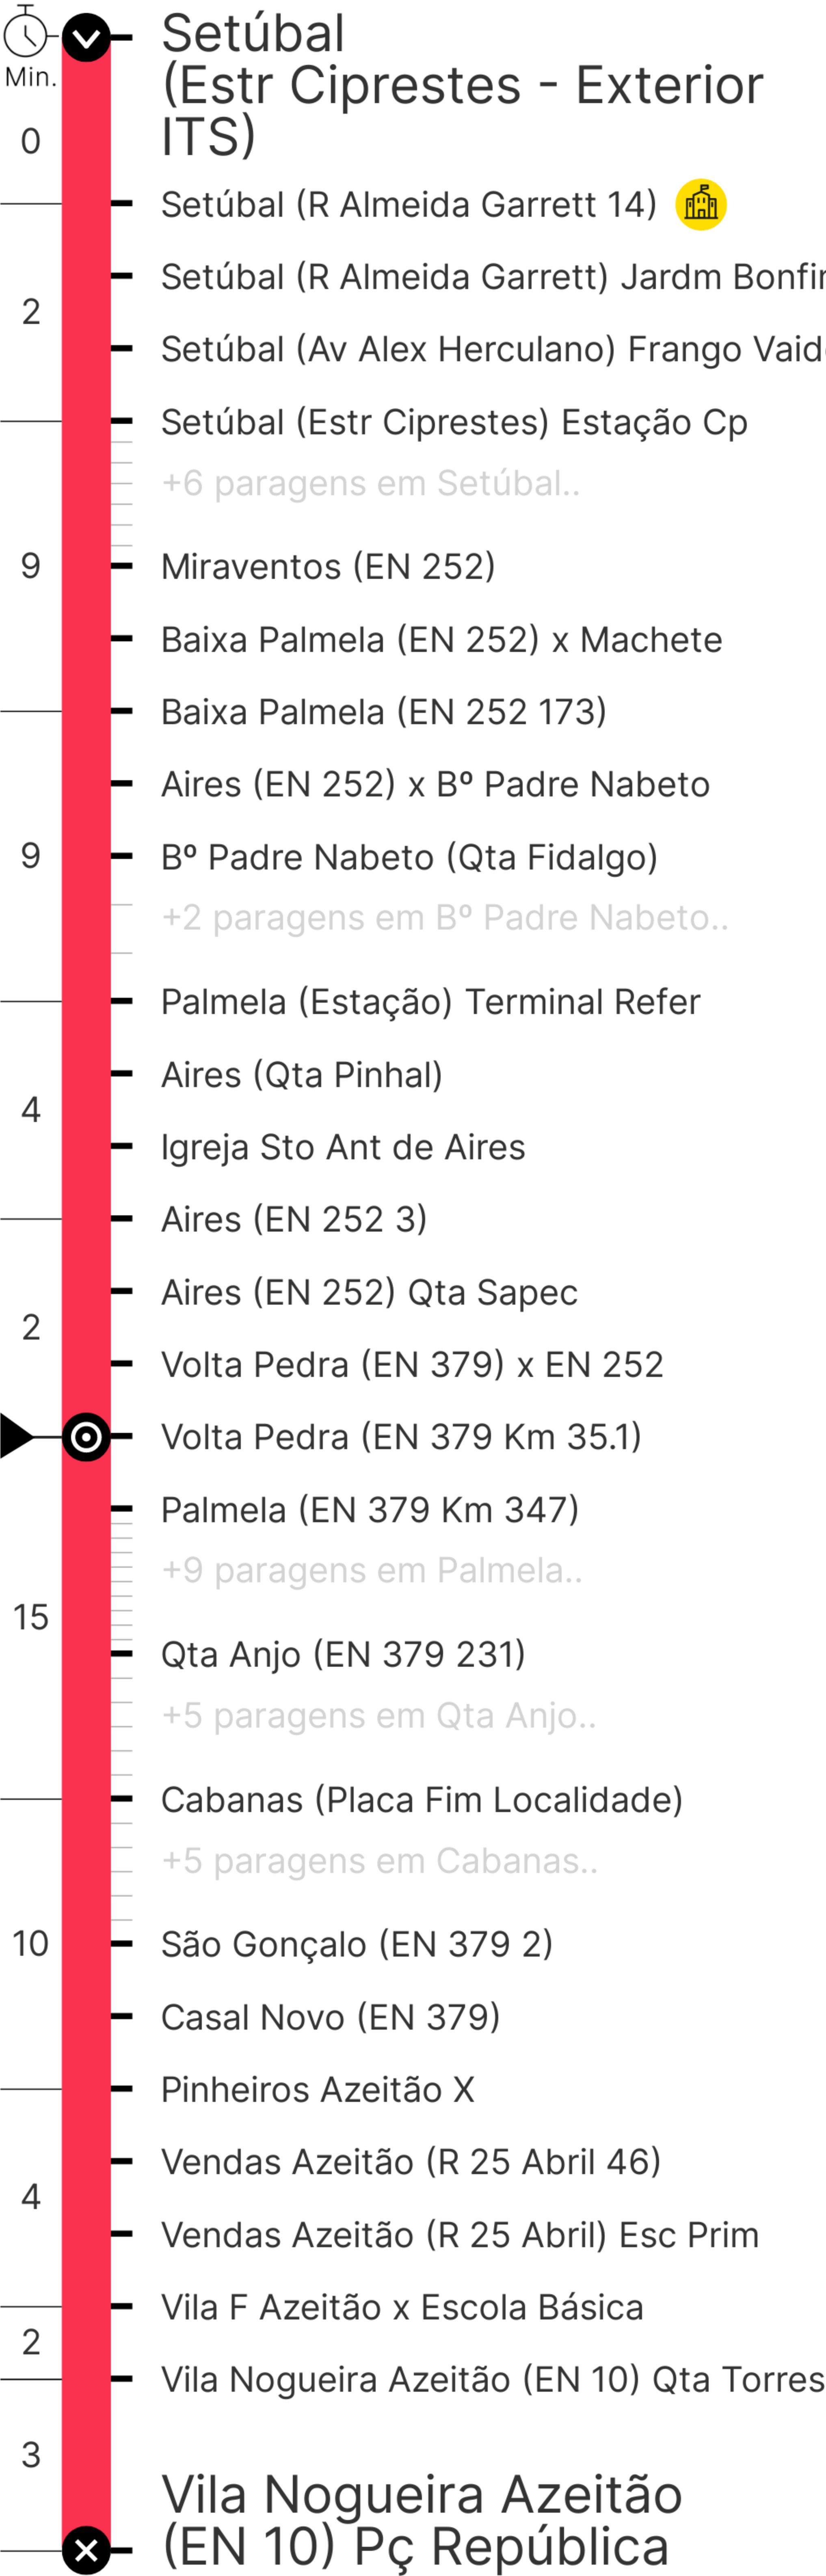 Setúbal
(Estr Ciprestes - Exterior
ITS)
Min.
0
Setúbal (R Almeida Garrett 14)
Setúbal (R Almeida Garrett) Jardm
2
Setúbal (Av Alex Herculano) Frango
Setúbal (Estr Ciprestes) Estação Cp
+6 paragens em Setúbal..
9
Miraventos (EN 252)
Baixa Palmela (EN 252) x Machete
Baixa Palmela (EN 252 173)
Aires (EN 252) x Bº Padre Nabeto
9
Bº Padre Nabeto (Qta Fidalgo)
+2 paragens em Bº Padre Nabeto..
Palmela (Estação) Terminal Refer
Aires (Qta Pinhal)
4
Igreja Sto Ant de Aires
Aires (EN 252 3)
Aires (EN 252) Qta Sapec
2
Volta Pedra (EN 379) x EN 252
Volta Pedra (EN 379 Km 35.1)
Palmela (EN 379 Km 347)
+9 paragens em Palmela..
15
Qta Anjo (EN 379 231)
+5 paragens em Qta Anjo..
Cabanas (Placa Fim Localidade)
+5 paragens em Cabanas..
10
São Gonçalo (EN 379 2)
Casal Novo (EN 379)
Pinheiros Azeitão X
Vendas Azeitão (R 25 Abril 46)
4
Vendas Azeitão (R 25 Abril) Esc Prim
Vila F Azeitão x Escola Básica
2
Vila Nogueira Azeitão (EN 10) Qta Torres
3
Vila Nogueira Azeitão
(EN 10) Pç República